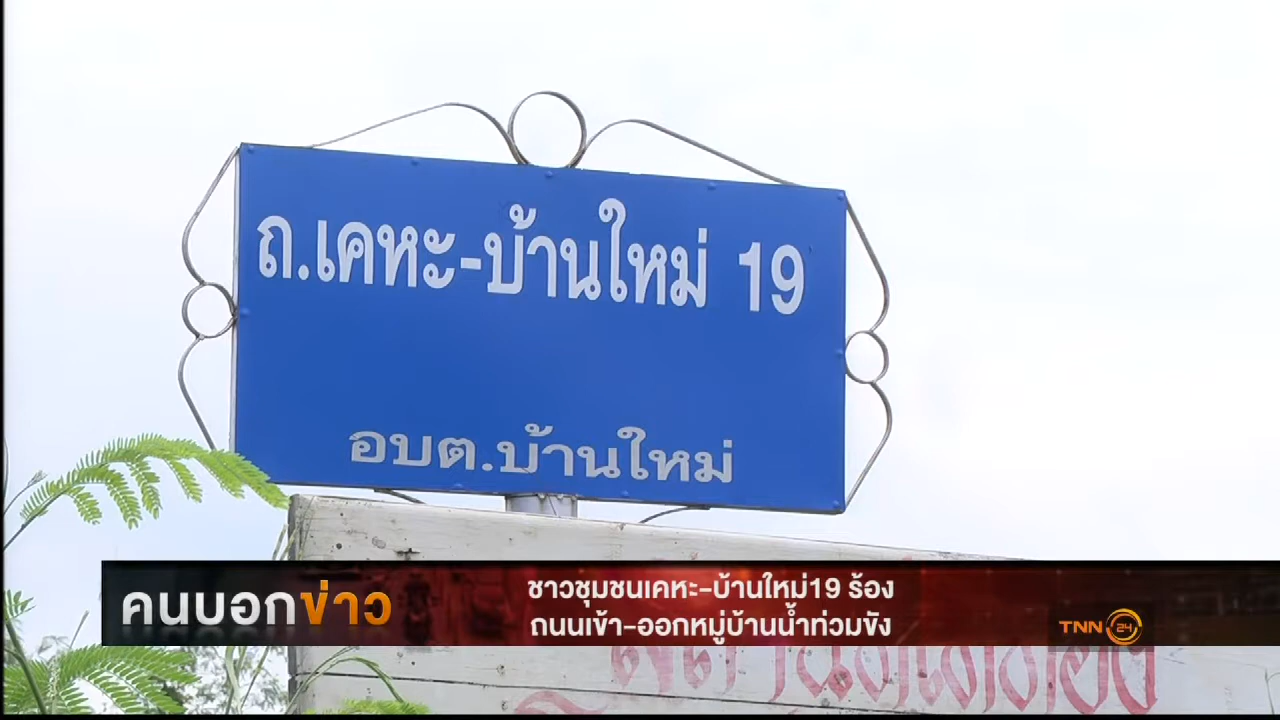 ถ.เคหะ-บ้านใหม่ 19
อบต.บ้านใหม่
คนบอกข่าว
ชาวชุมชนเคหะ-บ้านใหม่19 ร้อง
ถนนเข้า-ออกหมู่บ้านน้ำท่วมขัง
TNN 24